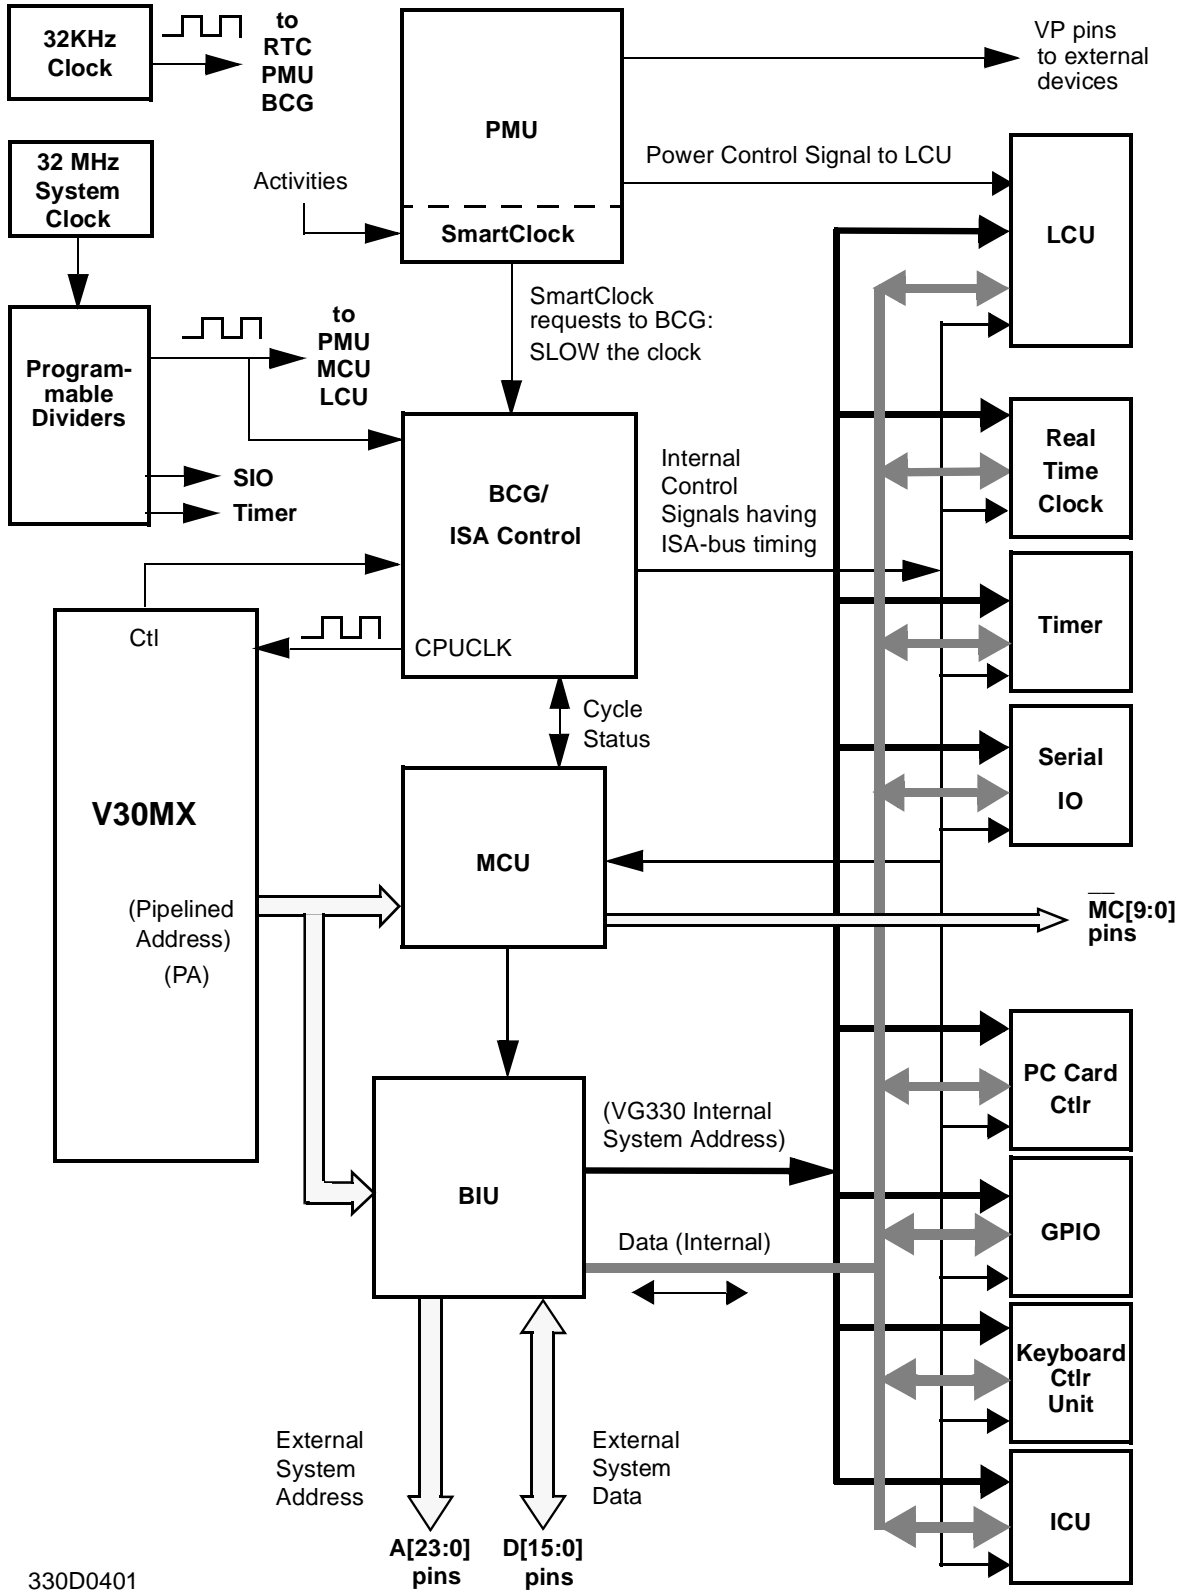 32KHz
Clock
to
RTC
PMU
BCG
VP pins
to external
devices
PMU
Power Control Signal to LCU
32 MHz
System
Clock
Activities
SmartClock
LCU
SmartClock
requests to BCG:
SLOW the clock
to
PMU
MCU
LCU
Program-
mable
Dividers
SIO
Timer
BCG/
ISA Control
Internal
Control
Signals having
ISA-bus timing
Real
Time
Clock
Ctl
CPUCLK
Timer
Cycle
Status
Serial
IO
V30MX
MCU
(Pipelined
Address)
(PA)
MC[9:0]
pins
PC Card
Ctlr
(VG330 Internal
System Address)
BIU
GPIO
Data (Internal)
Keyboard
Ctlr
Unit
External
System
Address
External
System
Data
ICU
A[23:0]
pins
D[15:0]
pins
330D0401